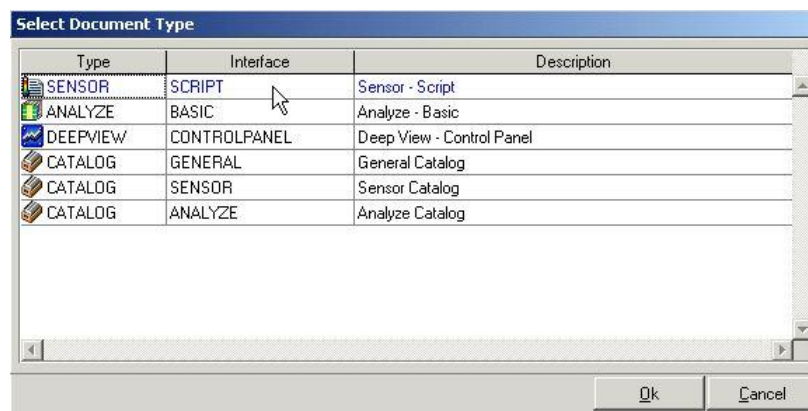 Select Document Type
Type Interface Description
SENSOR SCRIPT Sensor - Script
ANALYZE BASIC Analyze - Basic
DEEPVIEW CONTROLPANEL Deep View - Control Panel
CATALOG GENERAL General Catalog
CATALOG SENSOR Sensor Catalog
CATALOG ANALYZE Analyze Catalog
Ok Cancel